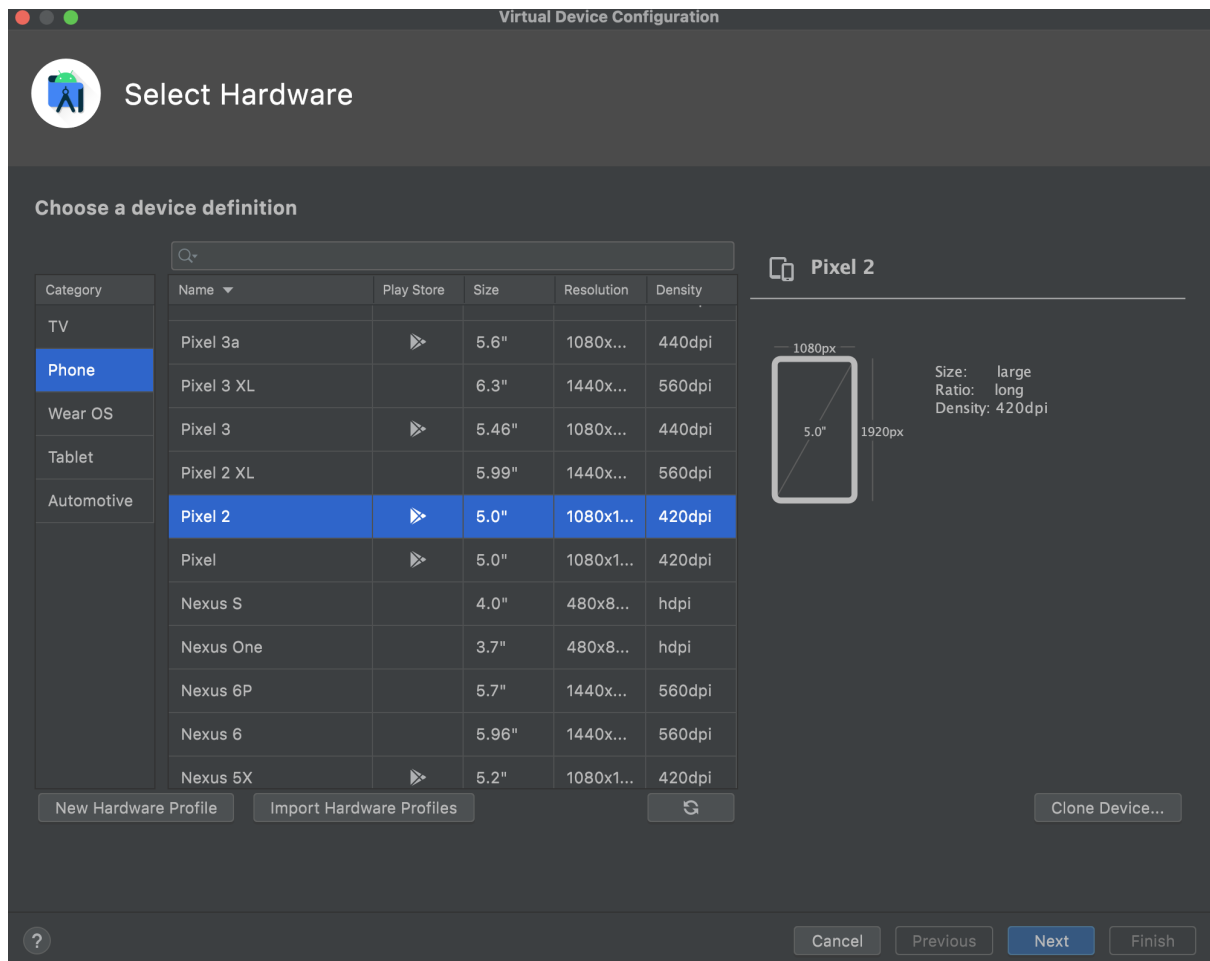 Virtual Device Configuration
Select Hardware
Choose a device definition
Category
TV
Phone
Wear OS
Tablet
Automotive
Name Play Store Size Resolution Density
Pixel 3a 5.6" 1080x... 440dpi
Pixel 3 XL 6.3" 1440x... 560dpi
Pixel 3 5.46" 1080x... 440dpi
Pixel 2 XL 5.99" 1440x... 560dpi
Pixel 2 5.0" 1080x1... 420dpi
Pixel 5.0" 1080x1... 420dpi
Nexus S 4.0" 480x8... hdpi
Nexus One 3.7" 480x8... hdpi
Nexus 6P 5.7" 1440x... 560dpi
Nexus 6 5.96" 1440x... 560dpi
Nexus 5X 5.2" 1080x1... 420dpi
Pixel 2
1080px
5.0"
1920px
Size: large
Ratio: long
Density: 420dpi
New Hardware Profile Import Hardware Profiles
Clone Device...
? Cancel Previous Next Finish